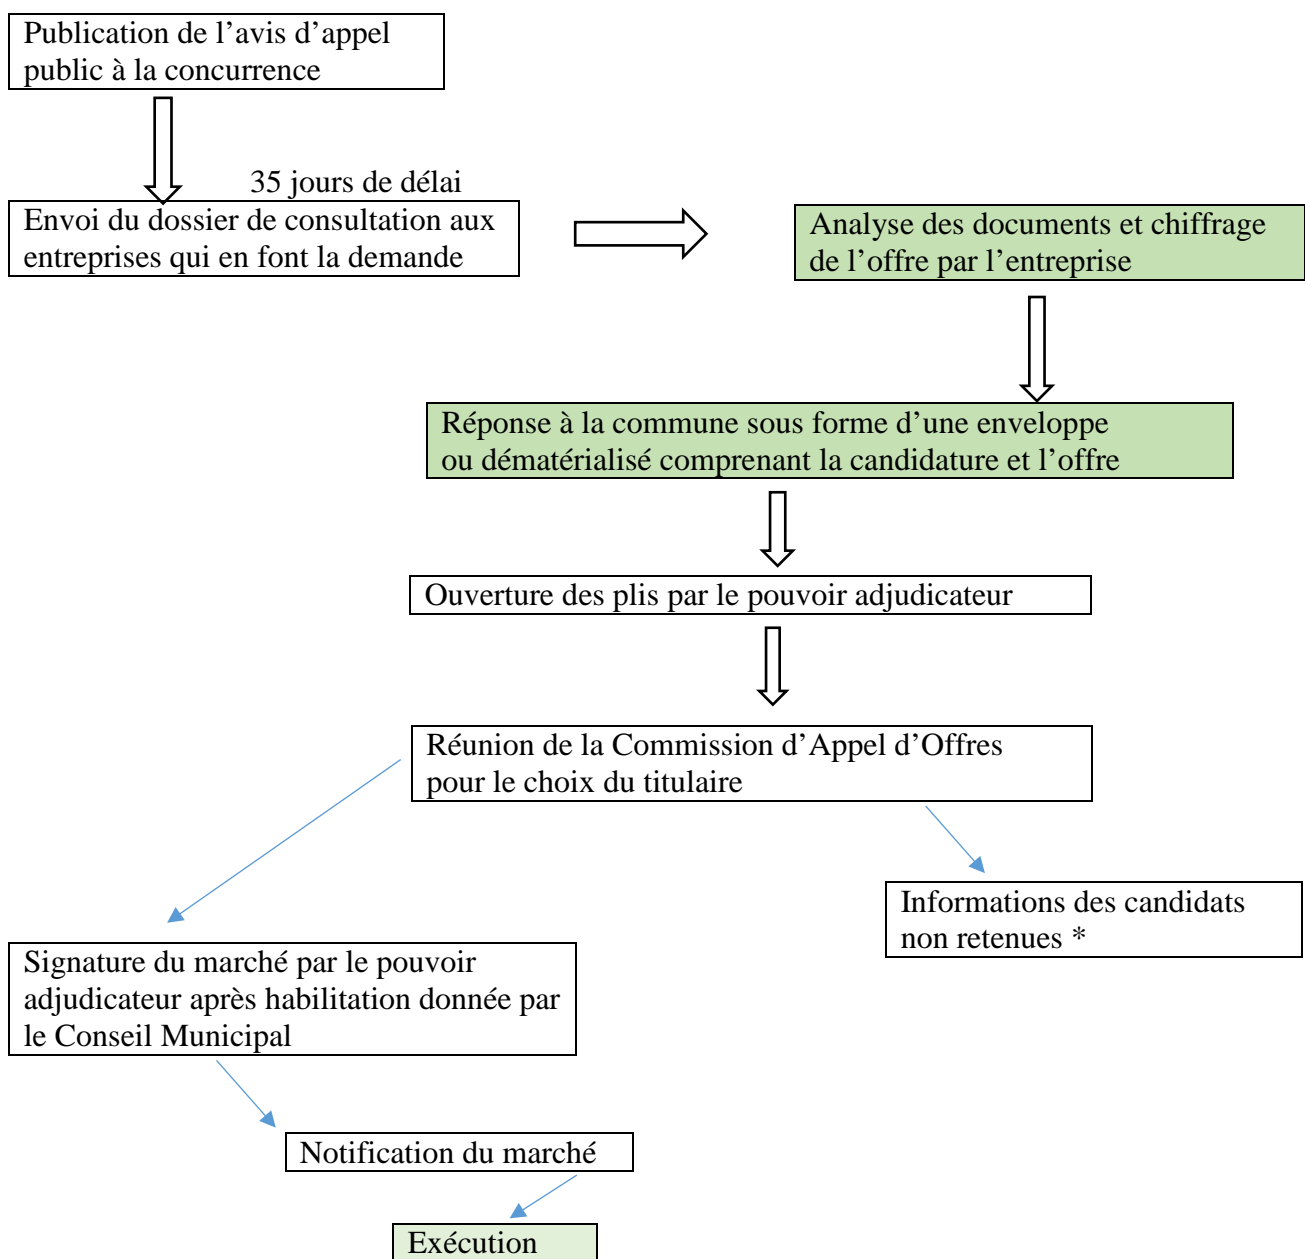 Publication de l’avis d’appel
public à la concurrence
35 jours de délai
Envoi du dossier de consultation aux
entreprises qui en font la demande
Analyse des documents et chiffrage
de l’offre par l’entreprise
Réponse à la commune sous forme d’une enveloppe
ou dématérialisé comprenant la candidature et l’offre
Ouverture des plis par le pouvoir adjudicateur
Réunion de la Commission d’Appel d’Offres
pour le choix du titulaire
Informations des candidats
non retenues *
Signature du marché par le pouvoir
adjudicateur après habilitation donnée par
le Conseil Municipal
Notification du marché
Exécution